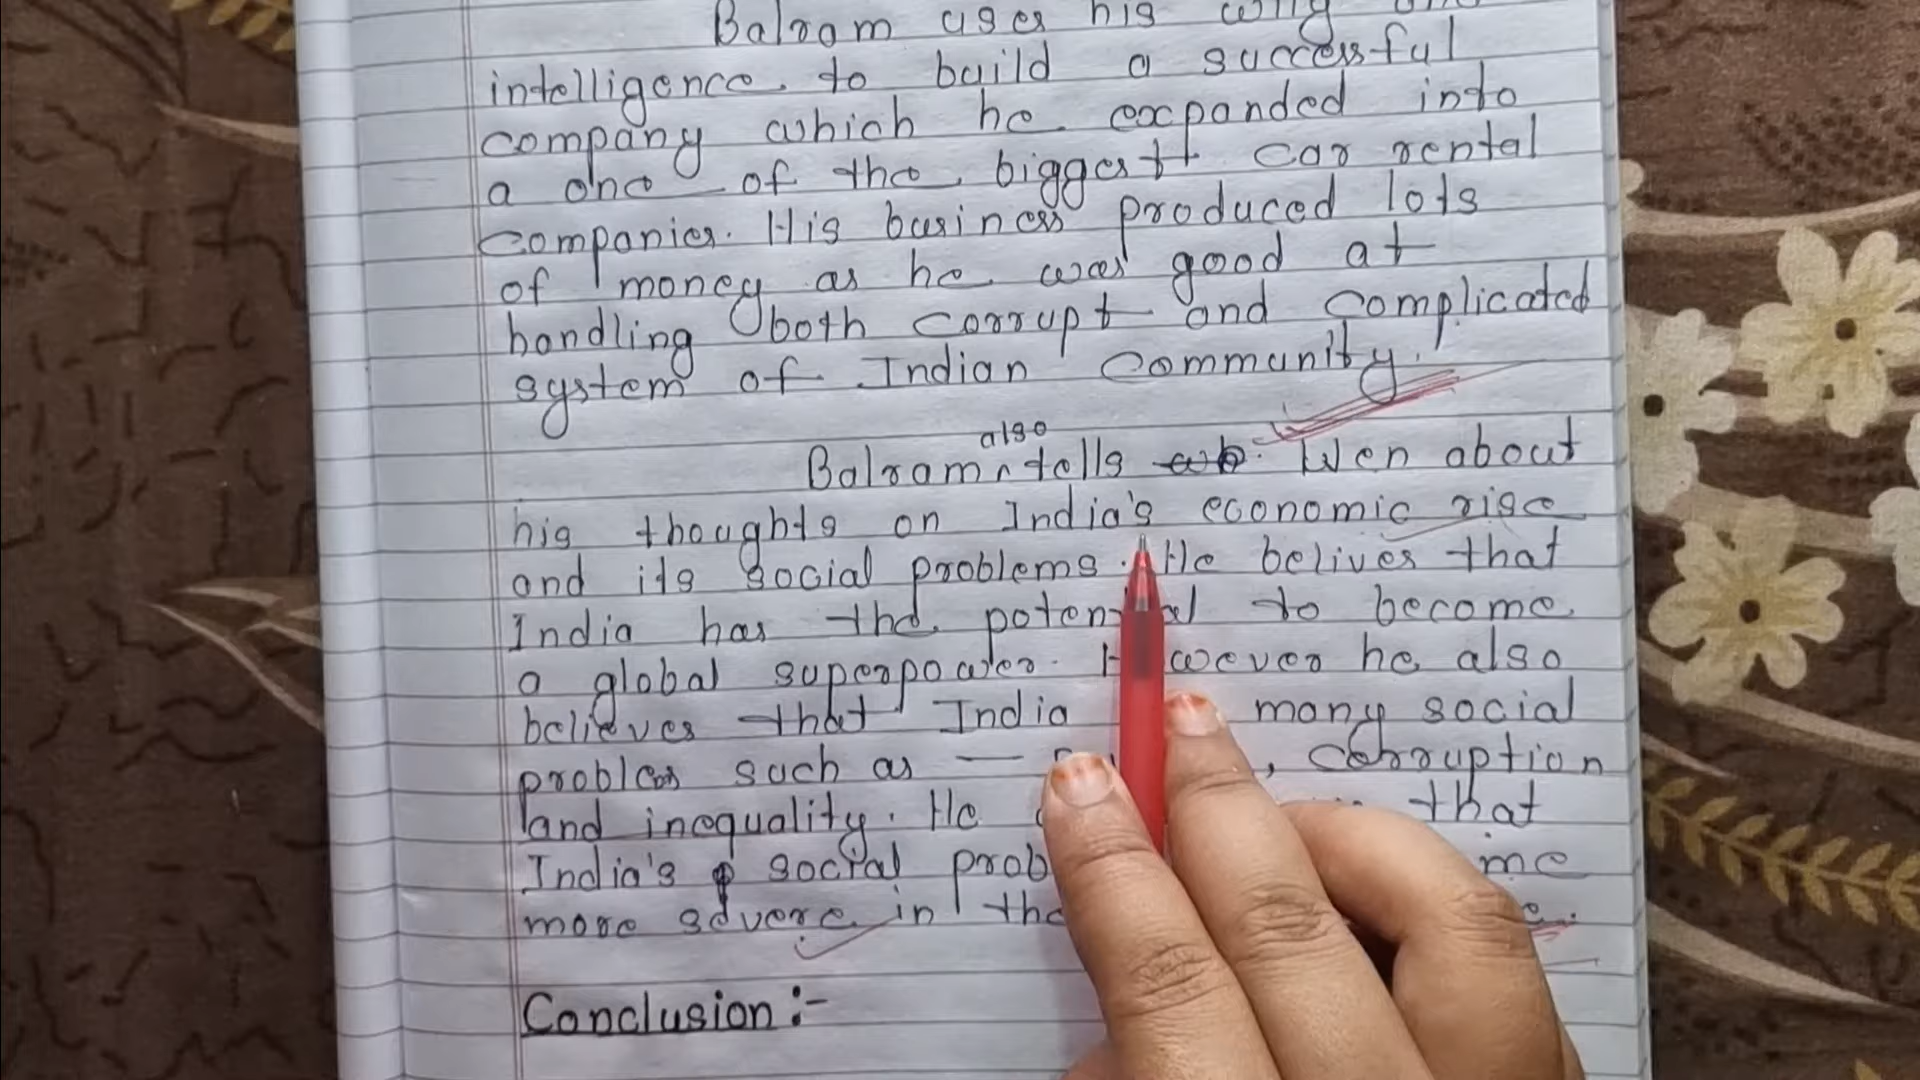 Balram uses his
intelligence to build a successful
company which he expanded into
a one of the biggest car rental
companies. His business produced lots
of money as he was good at
handling both corrupt and complicated
system of Indian Community.
also
Balram tells Wen about
his thoughts on India's economic rise
and its social problems. He belives that
India has the potential to become
a global superpower. However he also
believes that India many social
problems such as — , corruption
and inequality. He that
India's social me
more in the
Conclusion :-